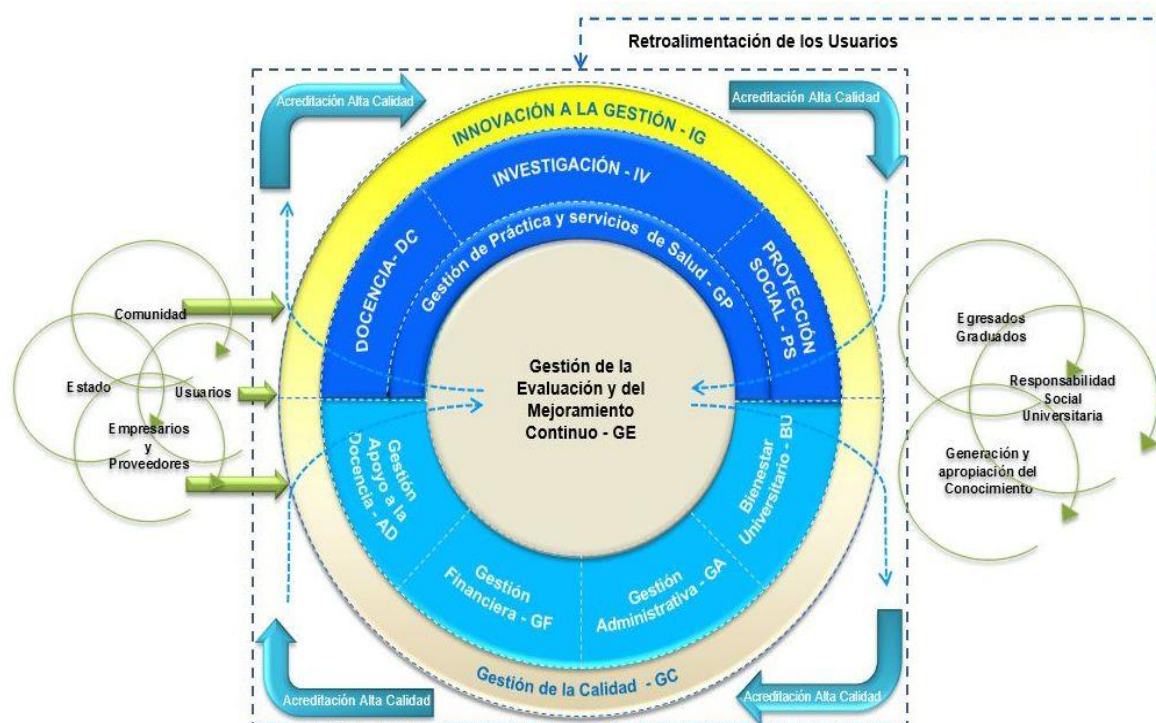 Retroalimentación de los Usuarios
Acreditación Alta Calidad
Acreditación Alta Calidad
INNOVACIÓN A LA GESTIÓN - IG
INVESTIGACIÓN - IV
DOCENCIA- DC
Gestión de Práctica y servicios de Salud - GP
PROYECCIÓN
SOCIAL - PS
Comunidad
Estado
Usuarios
Empresarios
y
Proveedores
Gestión de la
Evaluación y del
Mejoramiento
Continuo - GE
Egresados
Graduados
Responsabilidad
Social
Universitaria
Generación y
apropiación del
Conocimiento
Gestión
Apoyo a la
Docencia - AD
Gestión
Financiera - GF
Gestión
Administrativa - GA
Bienestar
Universitario - BU
Gestión de la Calidad - GC
Acreditación Alta Calidad
Acreditación Alta Calidad